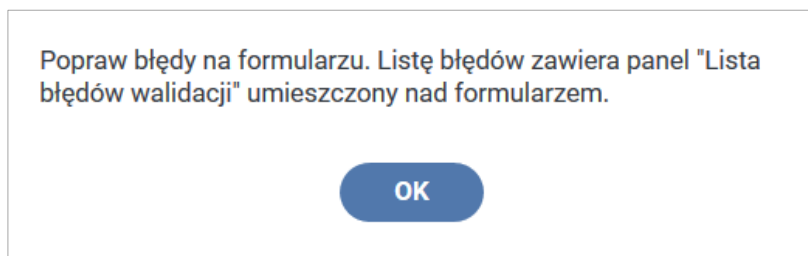 Popraw błędy na formularzu. Listę błędów zawiera panel "Lista
błędów walidacji" umieszczony nad formularzem.
OK